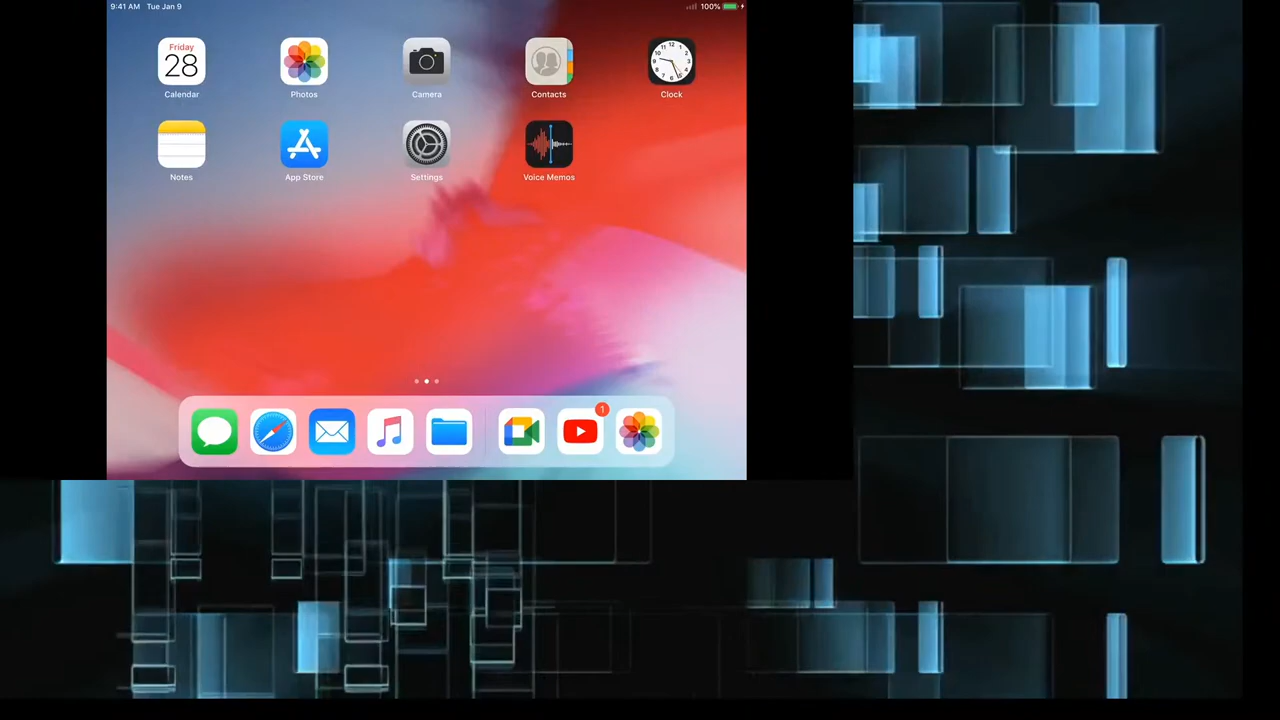 9:41 AM Tue Jan 9 100%
Friday
28
Calendar Photos Camera Contacts Clock
Notes App Store Settings Voice Memos
1